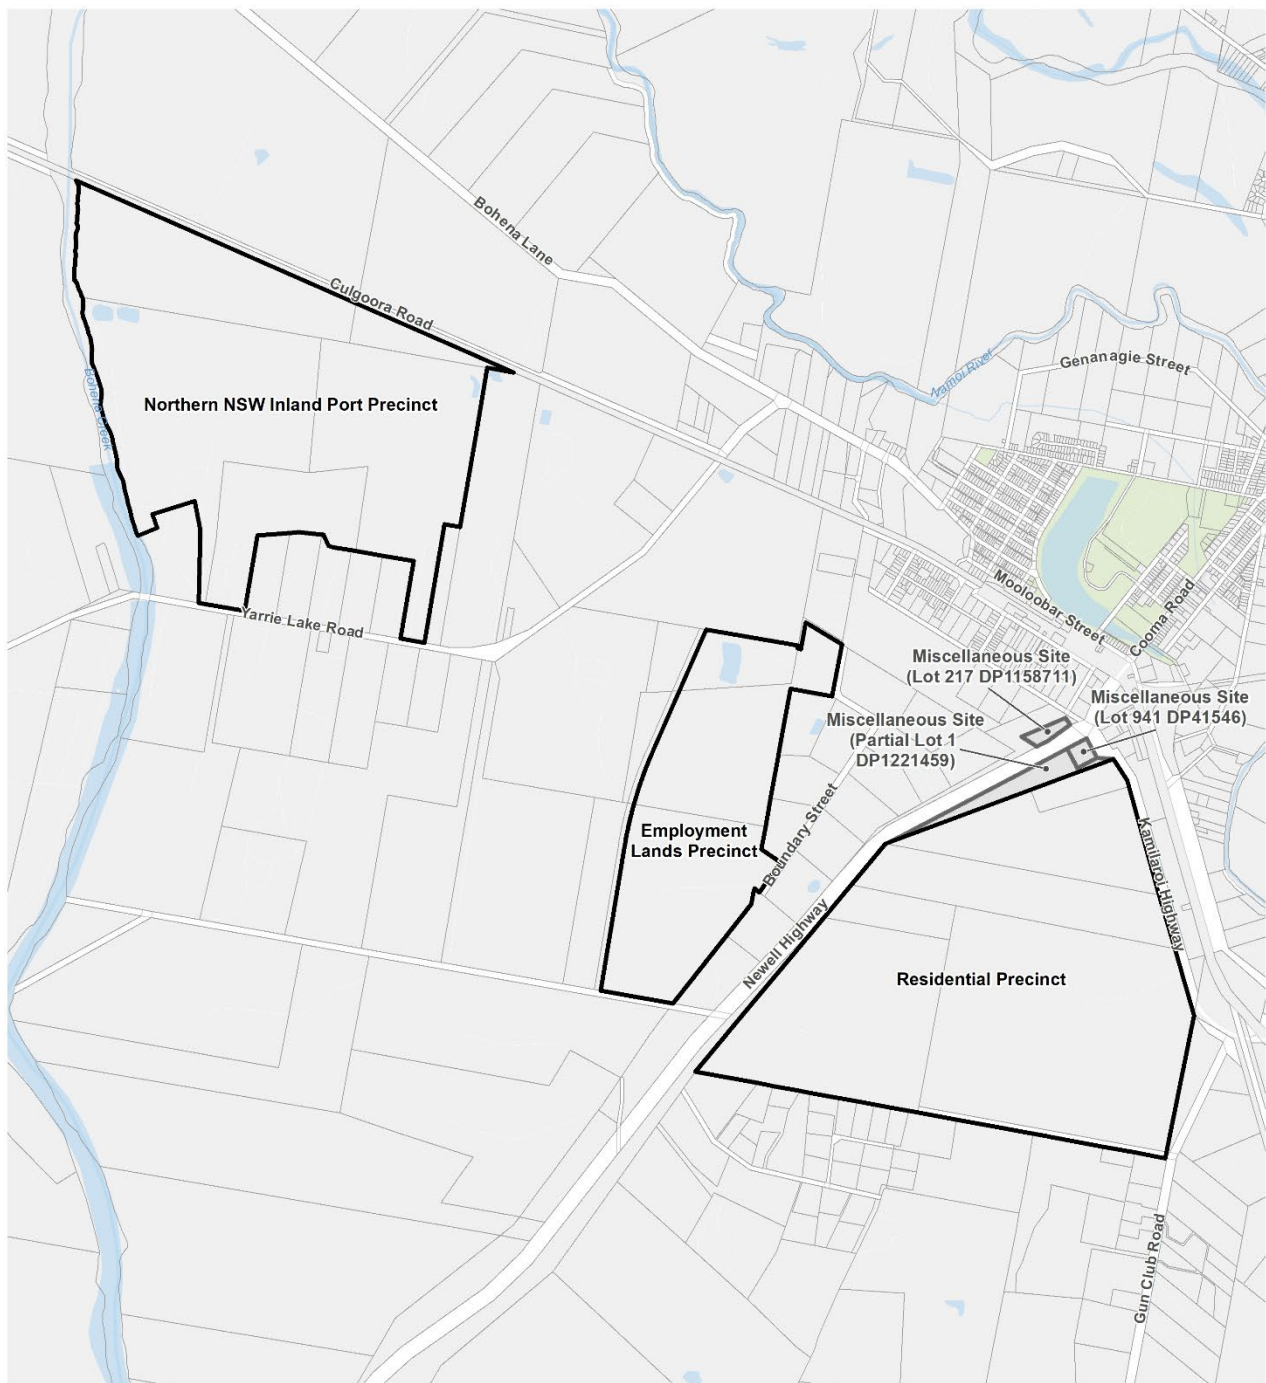 Bohena Lane
Culgoora Road
Namoi River
Genanagie Street
Bohena Creek
Northern NSW Inland Port Precinct
Yarrie Lake Road
Mooloobar Street
Cooma Road
Miscellaneous Site
(Lot 217 DP1158711)
Miscellaneous Site
(Lot 941 DP41546)
Miscellaneous Site
(Partial Lot 1
DP1221459)
Employment
Lands Precinct
Boundary Street
Kamilaroi Highway
Newell Highway
Residential Precinct
Gun Club Road